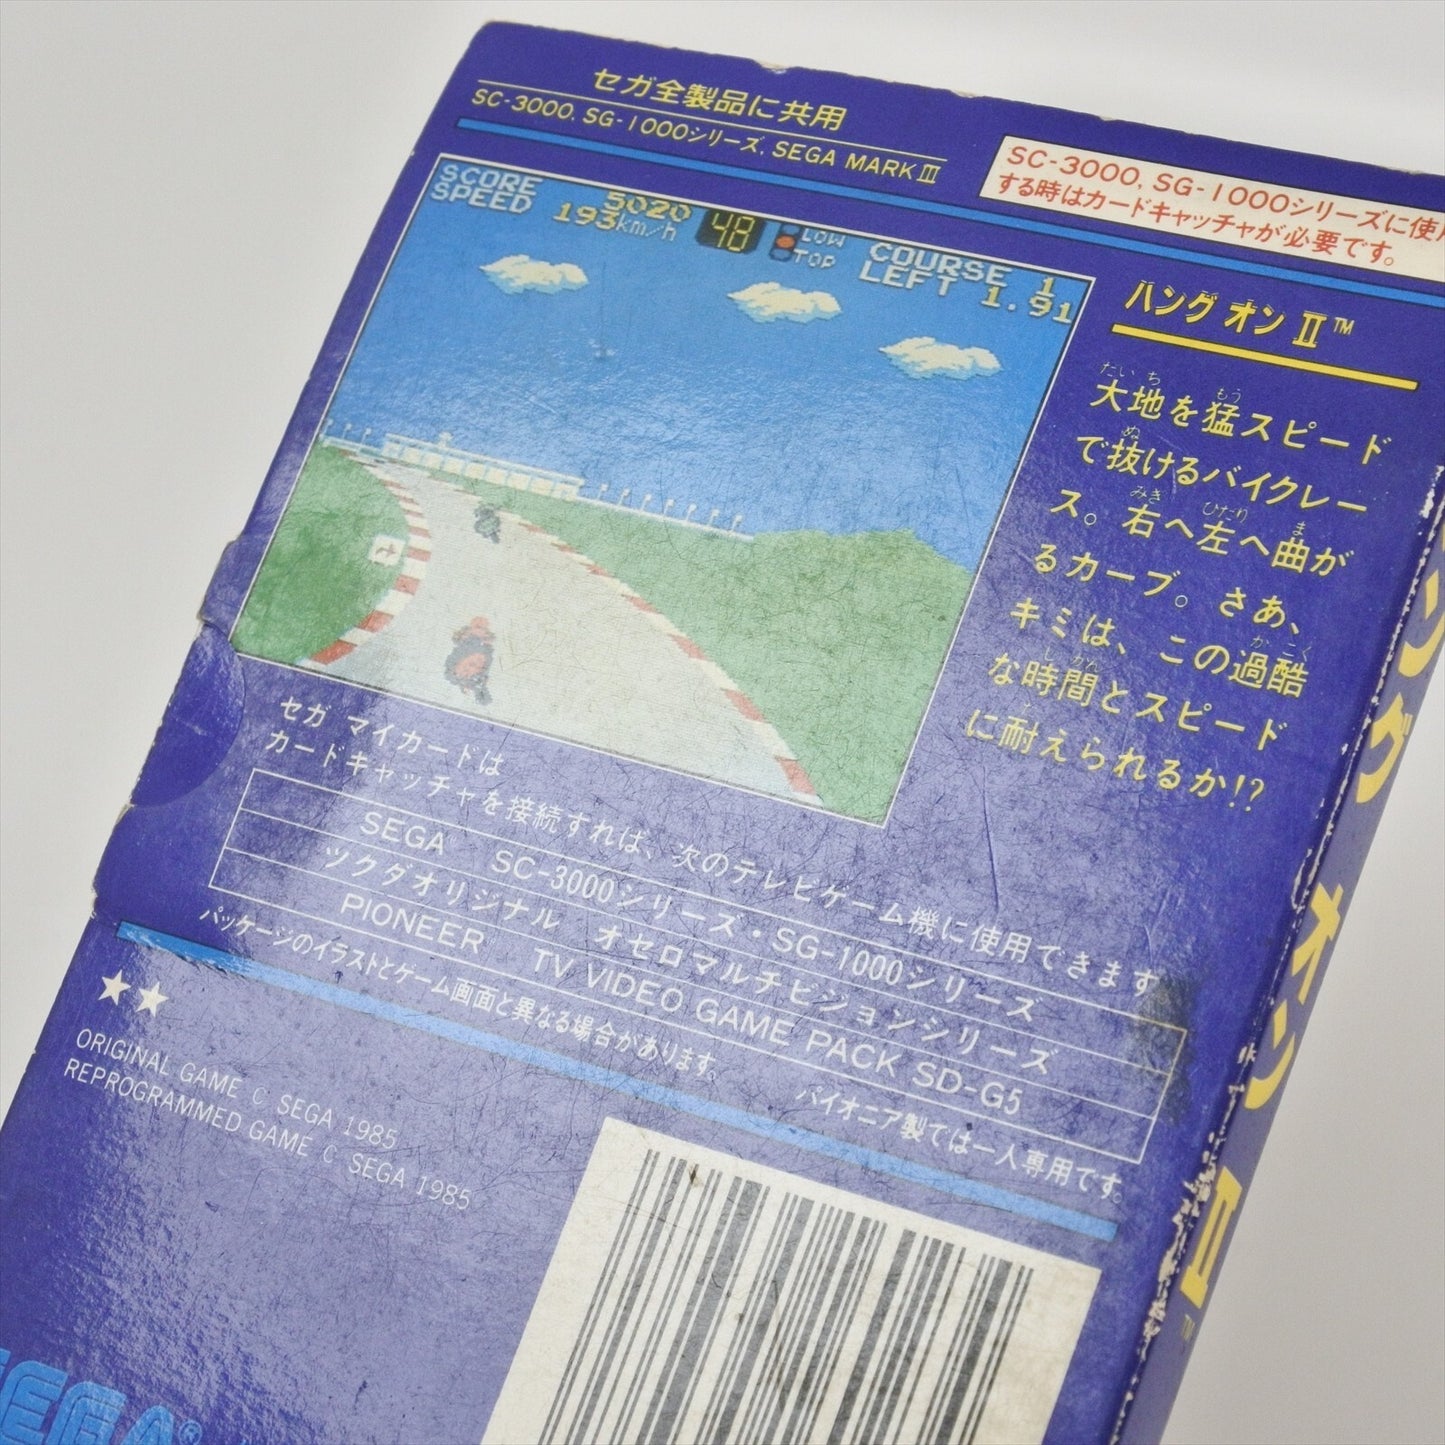 セガ全製品に共用
SC-3000, SG-1000シリーズ, SEGA MARK III
SC-3000, SG-1000シリーズに使用
する時はカードキャッチャが必要です。
SCORE 5020
SPEED 193km/h
48
LOW
TOP
COURSE 1
LEFT 1.91
ハング オン II™
大地を猛スピード
で抜けるバイクレー
ス。右へ左へ曲が
るカーブ。さあ、
キミは、この過酷
な時間とスピード
に耐えられるか!?
セガ マイカードは
カードキャッチャを接続すれば、次のテレビゲーム機に使用できます。
SEGA SC-3000シリーズ・SG-1000シリーズ
ツクダオリジナル オセロマルチビジョンシリーズ
PIONEER TV VIDEO GAME PACK SD-G5
パッケージのイラストとゲーム画面と異なる場合があります。
パイオニア製では一人専用です。
★★
ORIGINAL GAME © SEGA 1985
REPROGRAMMED GAME © SEGA 1985
SEGA®
ハング オン II™